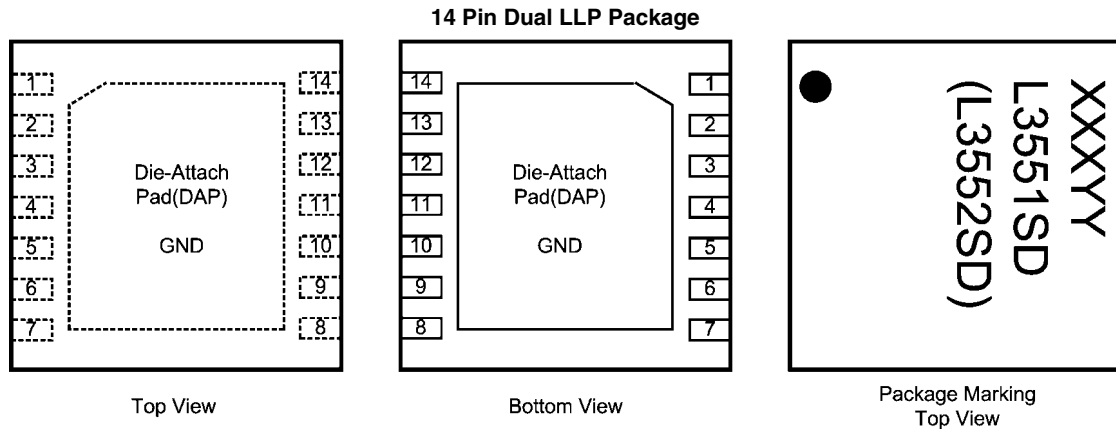 14 Pin Dual LLP Package
1
2
3
4
5
6
7
14
13
12
11
10
9
8
Die-Attach
Pad(DAP)
GND
Top View
14
13
12
11
10
9
8
1
2
3
4
5
6
7
Die-Attach
Pad(DAP)
GND
Bottom View
XXXYY
L3551SD
(L3552SD)
Package Marking
Top View